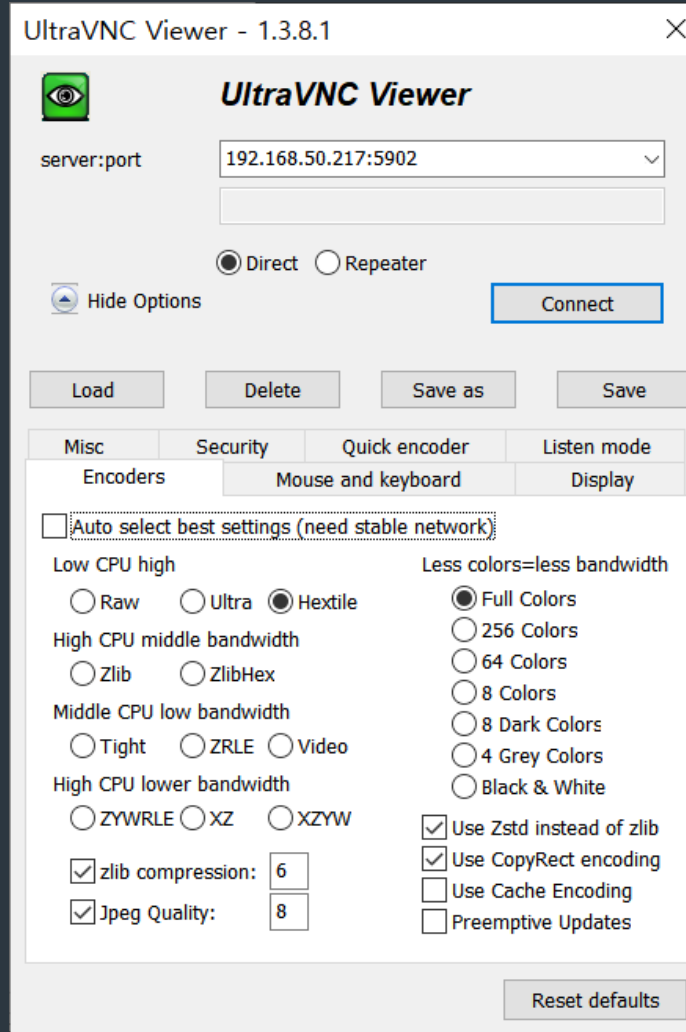 UltraVNC Viewer - 1.3.8.1
UltraVNC Viewer
server:port 192.168.50.217:5902
Direct Repeater
Hide Options Connect
Load Delete Save as Save
Misc Security Quick encoder Listen mode
Encoders Mouse and keyboard Display
Auto select best settings (need stable network)
Low CPU high
Raw Ultra Hextile
High CPU middle bandwidth
Zlib ZlibHex
Middle CPU low bandwidth
Tight ZRLE Video
High CPU lower bandwidth
ZYWRLE XZ XZYW
zlib compression: 6
Jpeg Quality: 8
Less colors=less bandwidth
Full Colors
256 Colors
64 Colors
8 Colors
8 Dark Colors
4 Grey Colors
Black & White
Use Zstd instead of zlib
Use CopyRect encoding
Use Cache Encoding
Preemptive Updates
Reset defaults